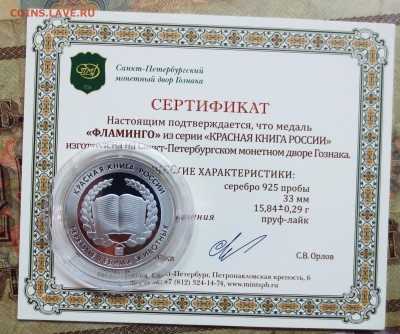 COINS.LAVE.RU
Санкт-Петербургский
монетный двор Гознака
СЕРТИФИКАТ
Настоящим подтверждается, что медаль
«ФЛАМИНГО» из серии «КРАСНАЯ КНИГА РОССИИ»
изготовлена на Санкт-Петербургском монетном дворе Гознака.
ХАРАКТЕРИСТИКИ:
серебро 925 пробы
33 мм
15,84±0,29 г
пруф-лайк
КРАСНАЯ КНИГА РОССИИ
С.В. Орлов
Санкт-Петербург, Петропавловская крепость, 6
+7 (812) 324-14-74, www.mintspb.ru